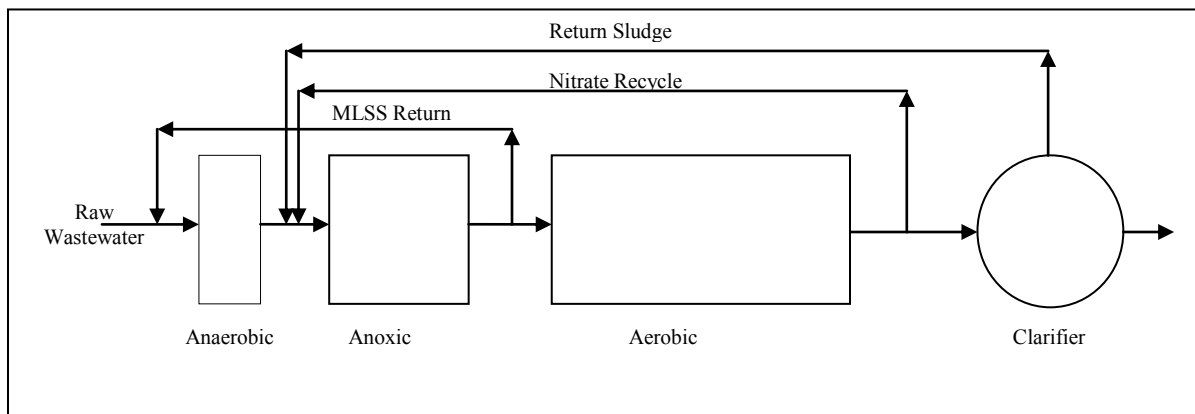 Return Sludge
Nitrate Recycle
MLSS Return
Raw
Wastewater
Anaerobic
Anoxic
Aerobic
Clarifier